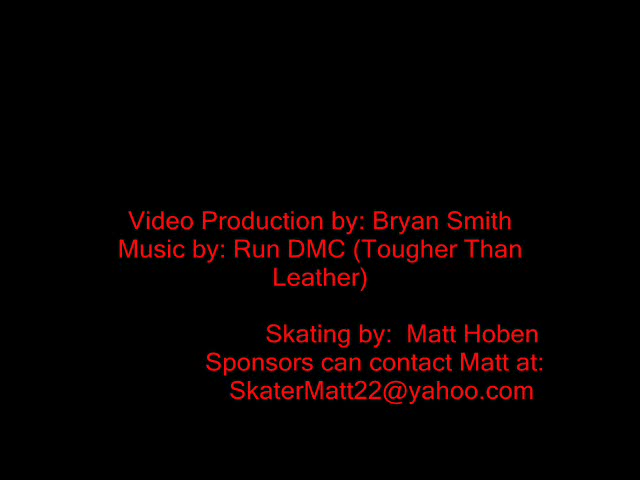 Video Production by: Bryan Smith
Music by: Run DMC (Tougher Than
Leather)
Skating by:  Matt Hoben
Sponsors can contact Matt at:
SkaterMatt22@yahoo.com